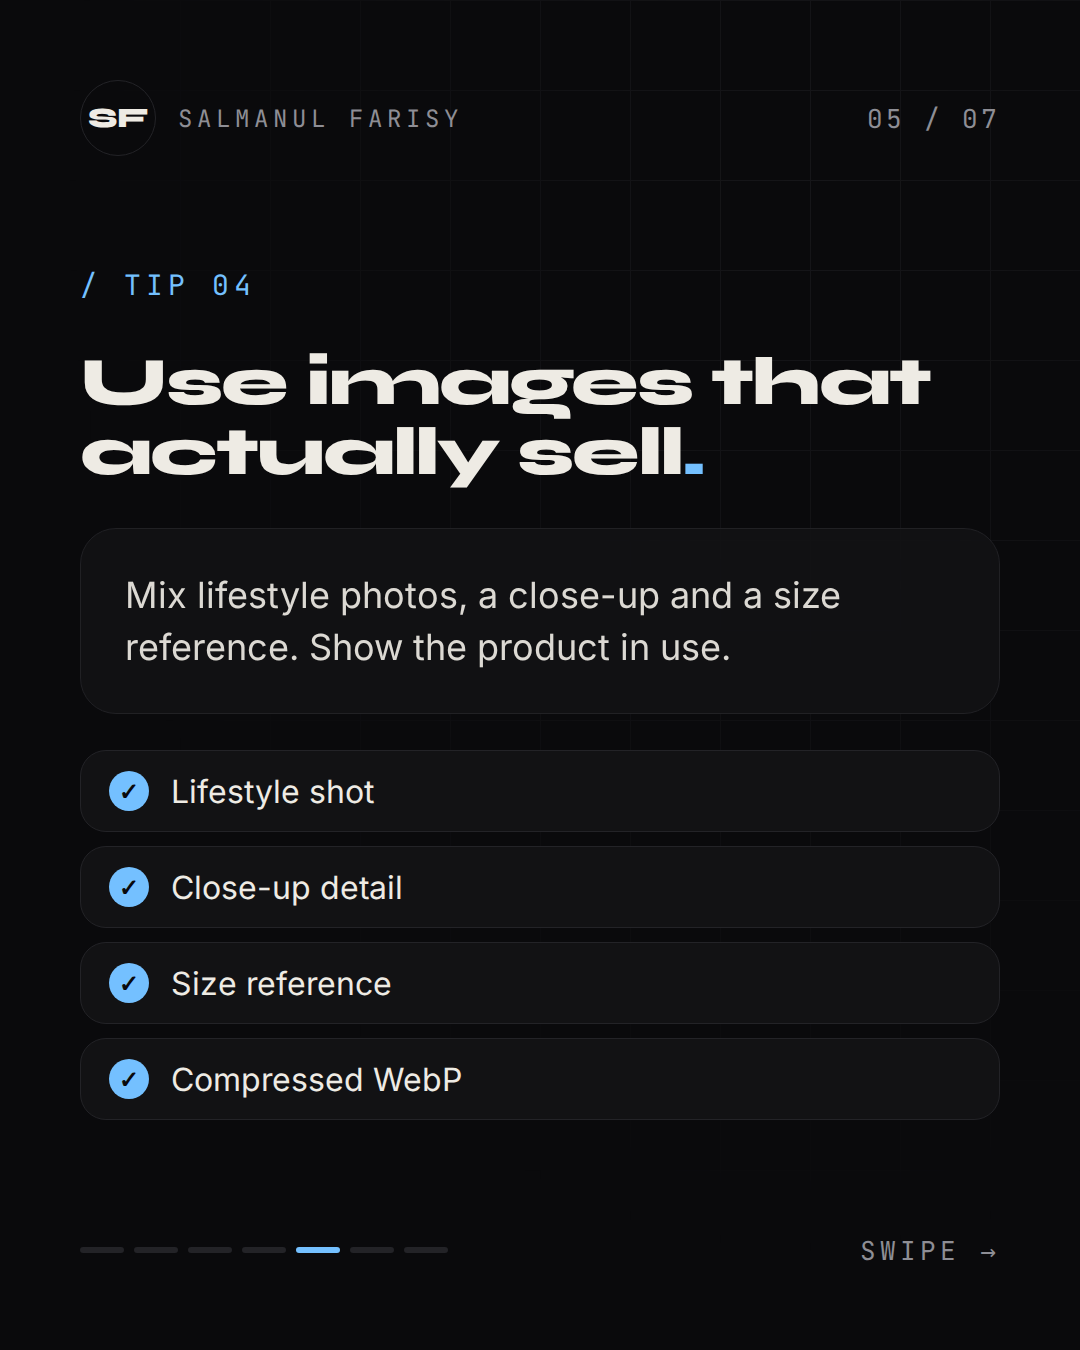 SF SALMANUL FARISY 05 / 07
/ TIP 04
Use images that
actually sell.
Mix lifestyle photos, a close-up and a size
reference. Show the product in use.
✓ Lifestyle shot
✓ Close-up detail
✓ Size reference
✓ Compressed WebP
SWIPE →